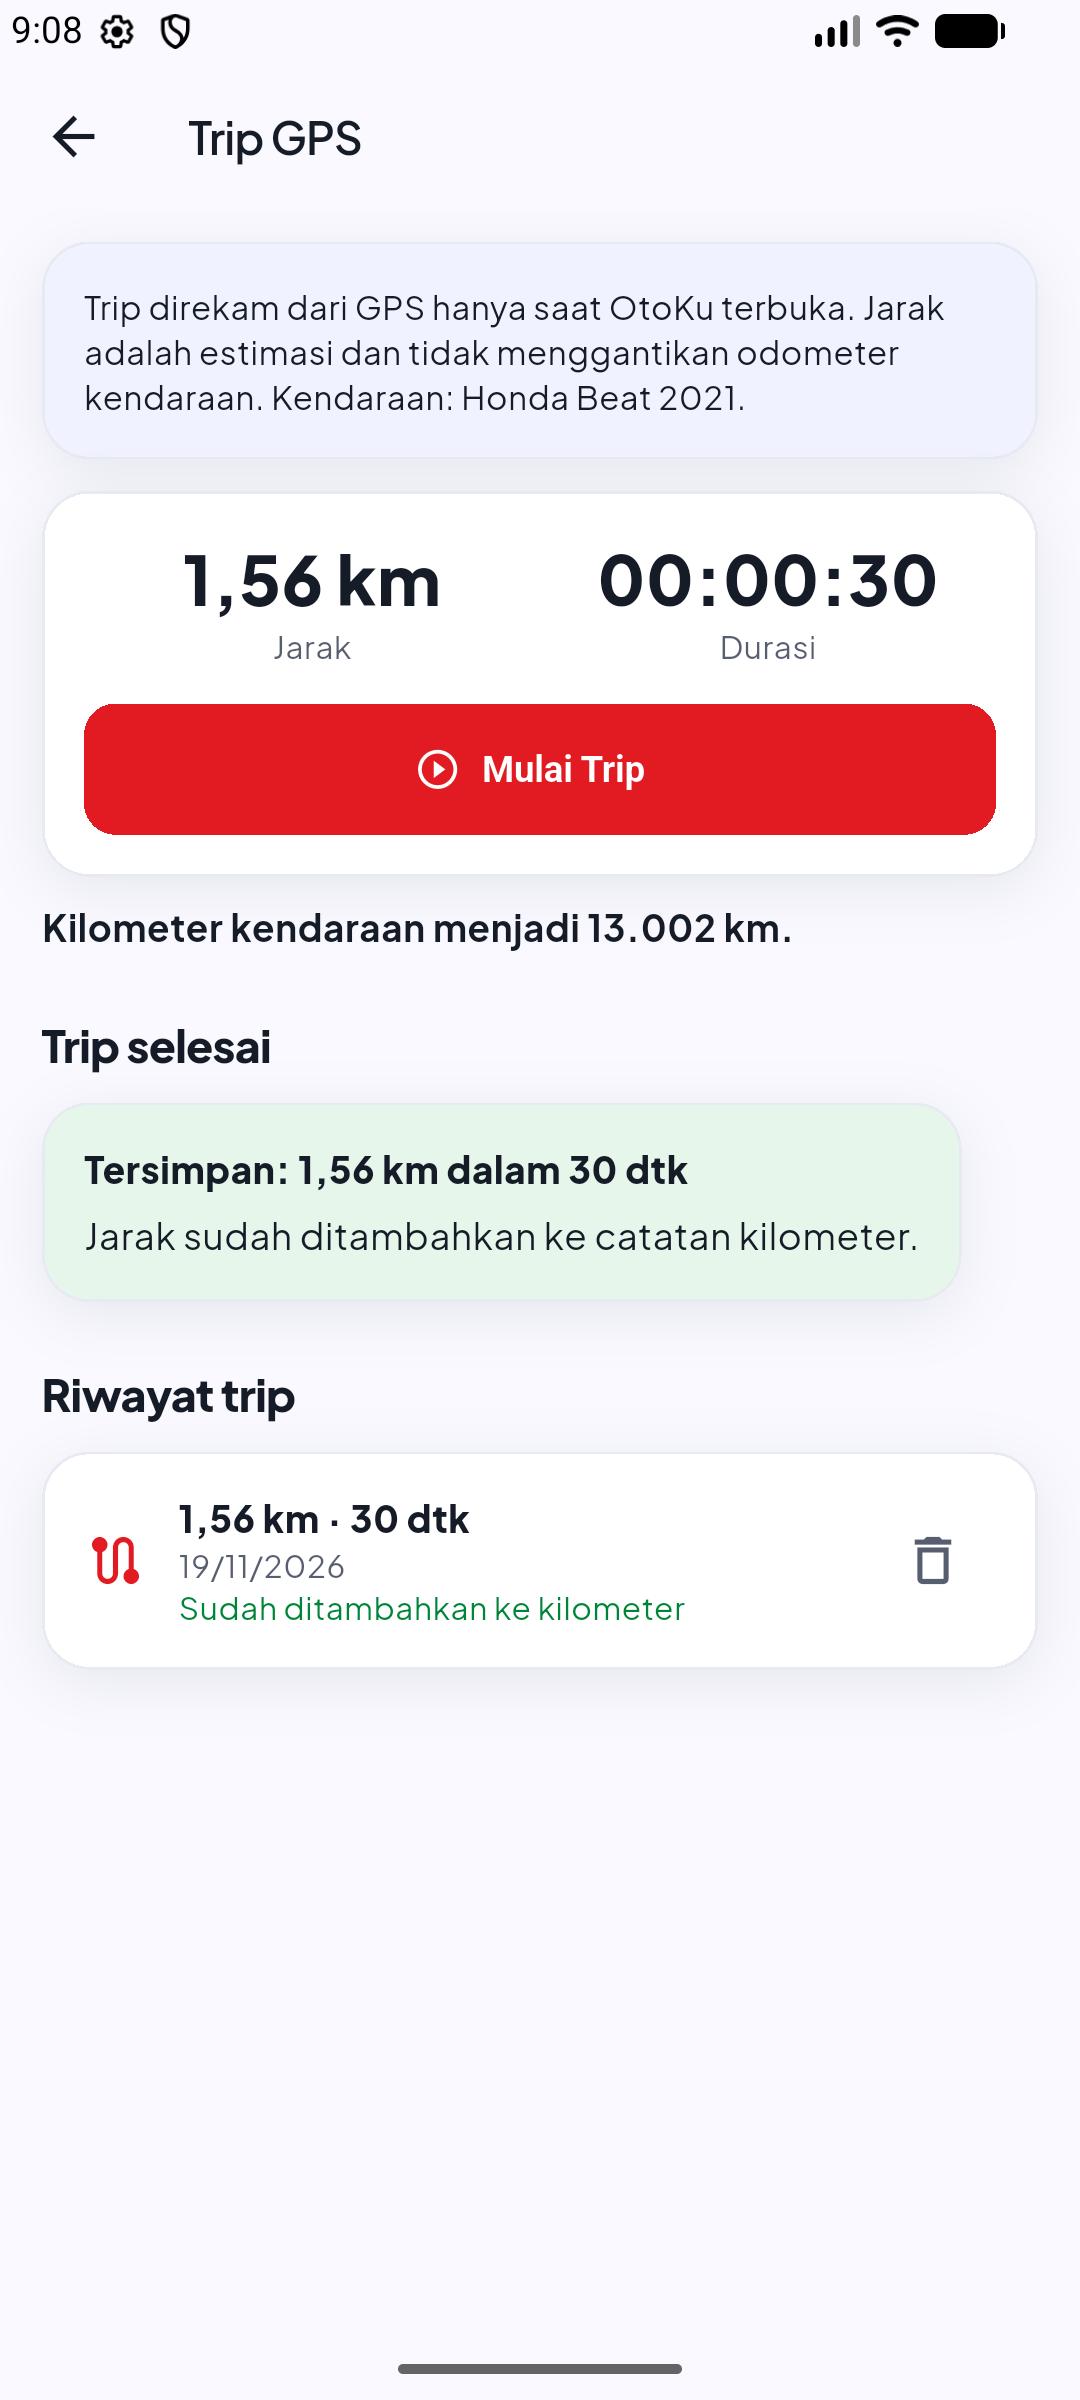 9:08
Trip GPS
Trip direkam dari GPS hanya saat OtoKu terbuka. Jarak
adalah estimasi dan tidak menggantikan odometer
kendaraan. Kendaraan: Honda Beat 2021.
1,56 km
00:00:30
Jarak
Durasi
Mulai Trip
Kilometer kendaraan menjadi 13.002 km.
Trip selesai
Tersimpan: 1,56 km dalam 30 dtk
Jarak sudah ditambahkan ke catatan kilometer.
Riwayat trip
1,56 km · 30 dtk
19/11/2026
Sudah ditambahkan ke kilometer